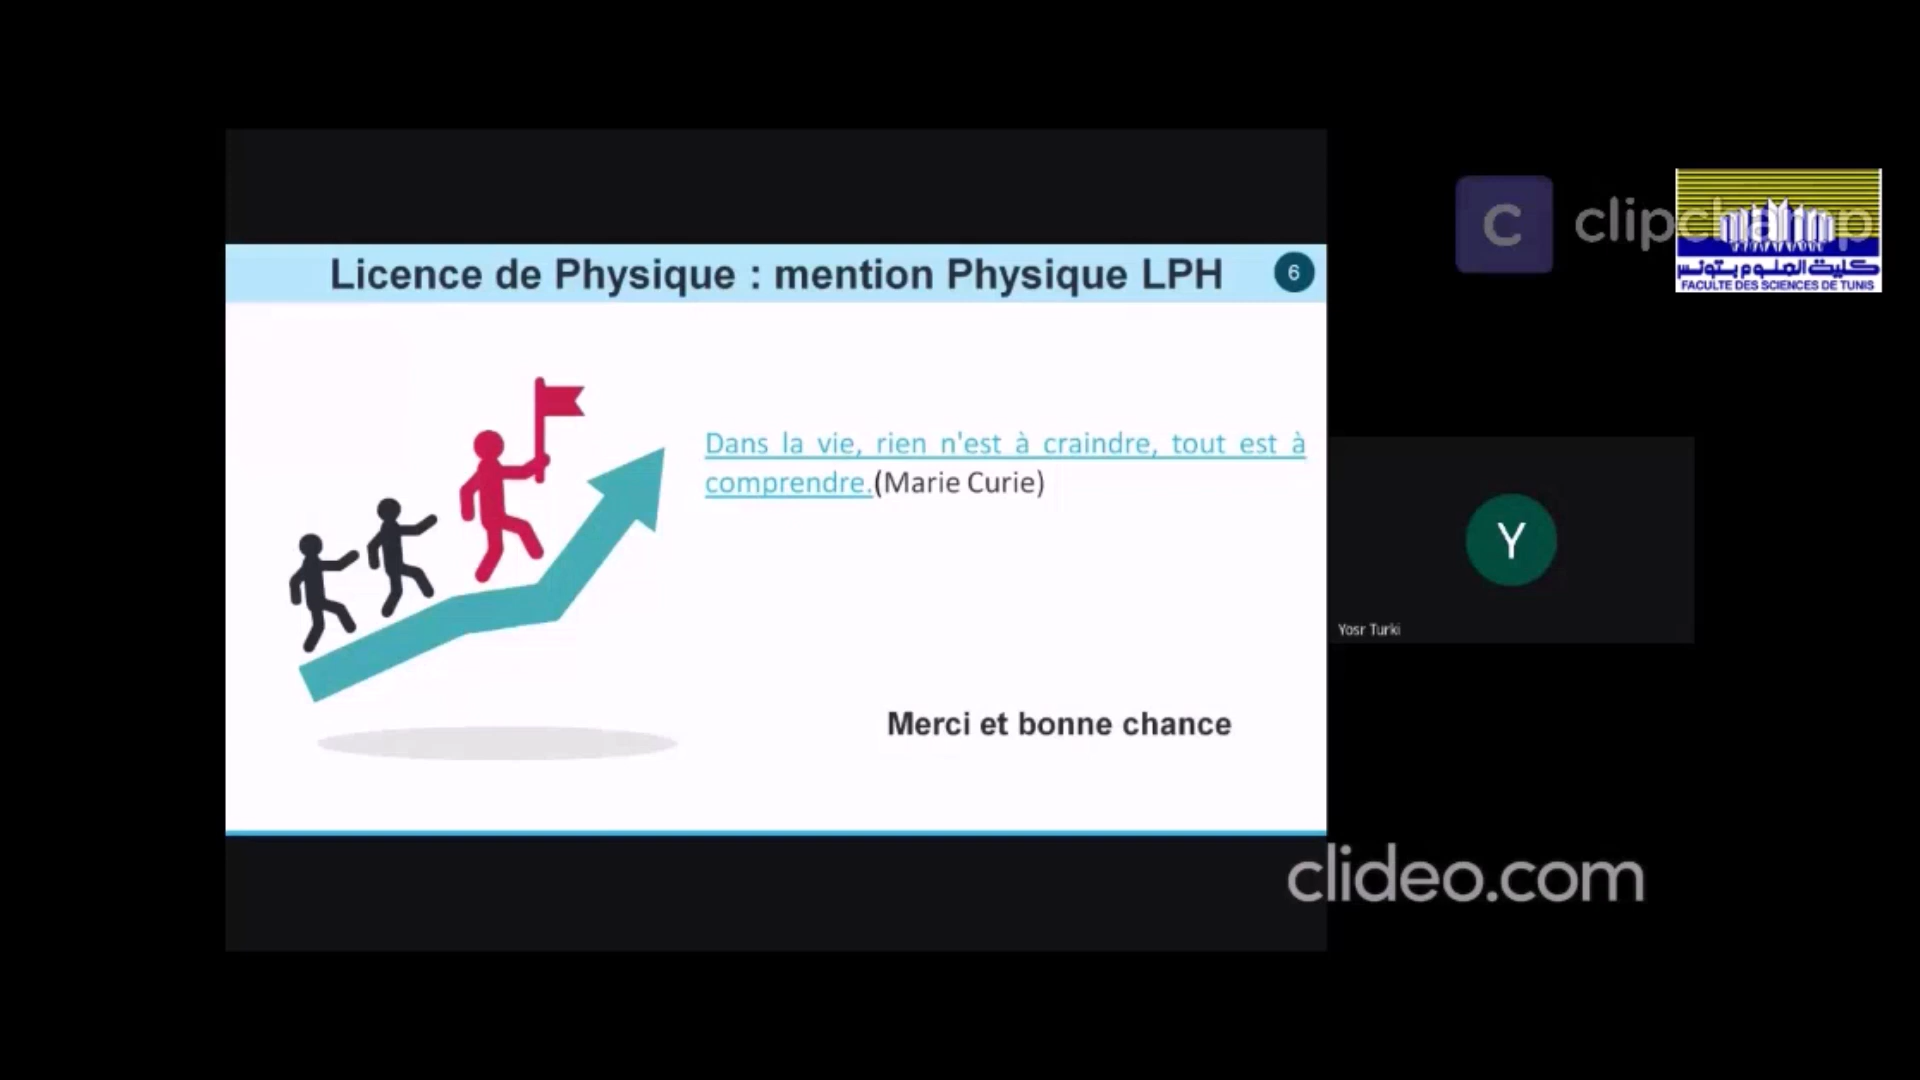 Licence de Physique : mention Physique LPH
6
Dans la vie, rien n'est à craindre, tout est à
comprendre.(Marie Curie)
Merci et bonne chance
C clipchamp
كلية العلوم بتونس
FACULTE DES SCIENCES DE TUNIS
Y
Yosr Turki
clideo.com